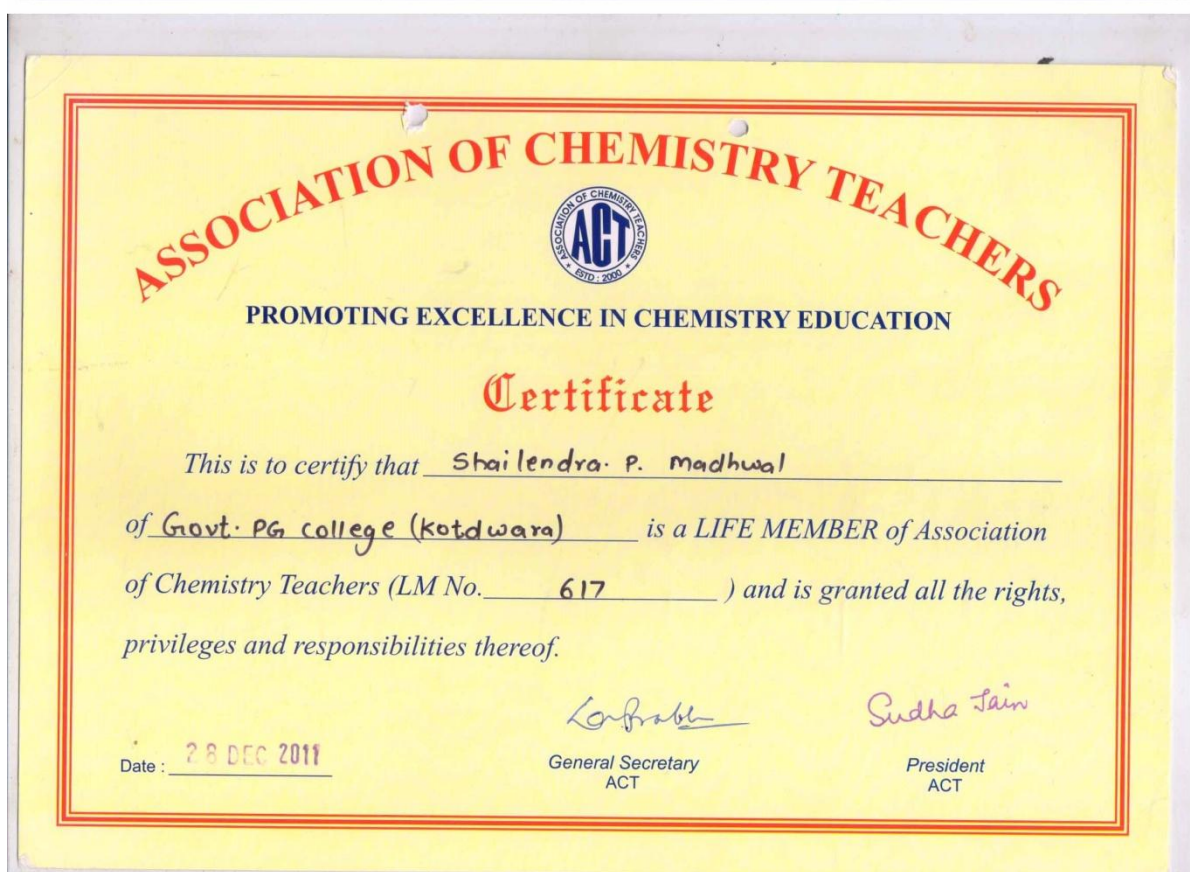 ASSOCIATION OF CHEMISTRY TEACHERS
ASSOCIATION OF CHEMISTRY TEACHERS
ACT
ESTD : 2000
PROMOTING EXCELLENCE IN CHEMISTRY EDUCATION
Certificate
This is to certify that Shailendra. P. Madhwal
of Govt. PG College (Kotdwara) is a LIFE MEMBER of Association
of Chemistry Teachers (LM No. 617 ) and is granted all the rights,
privileges and responsibilities thereof.
Sudha Jain
Date : 28 DEC 2011
General Secretary
ACT
President
ACT